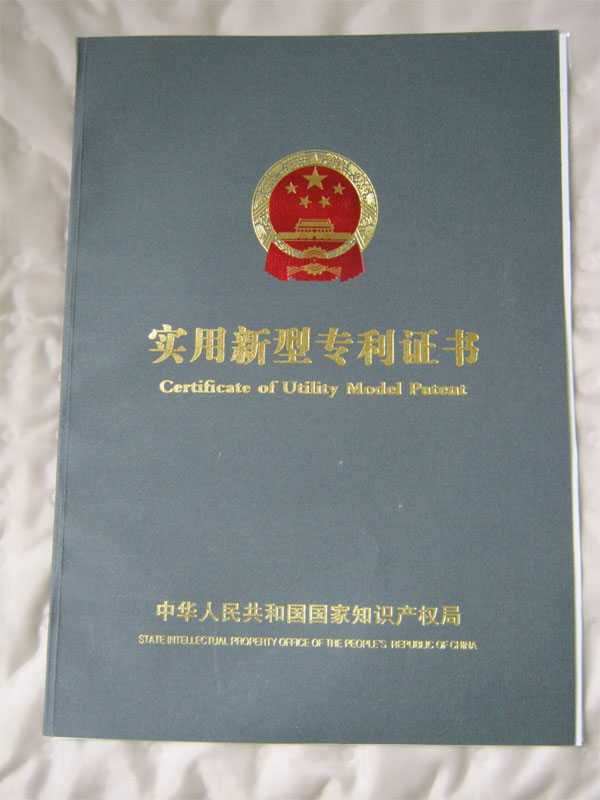 实用新型专利证书
Certificate of Utility Model Patent
中华人民共和国国家知识产权局
STATE INTELLECTUAL PROPERTY OFFICE OF THE PEOPLE'S REPUBLIC OF CHINA